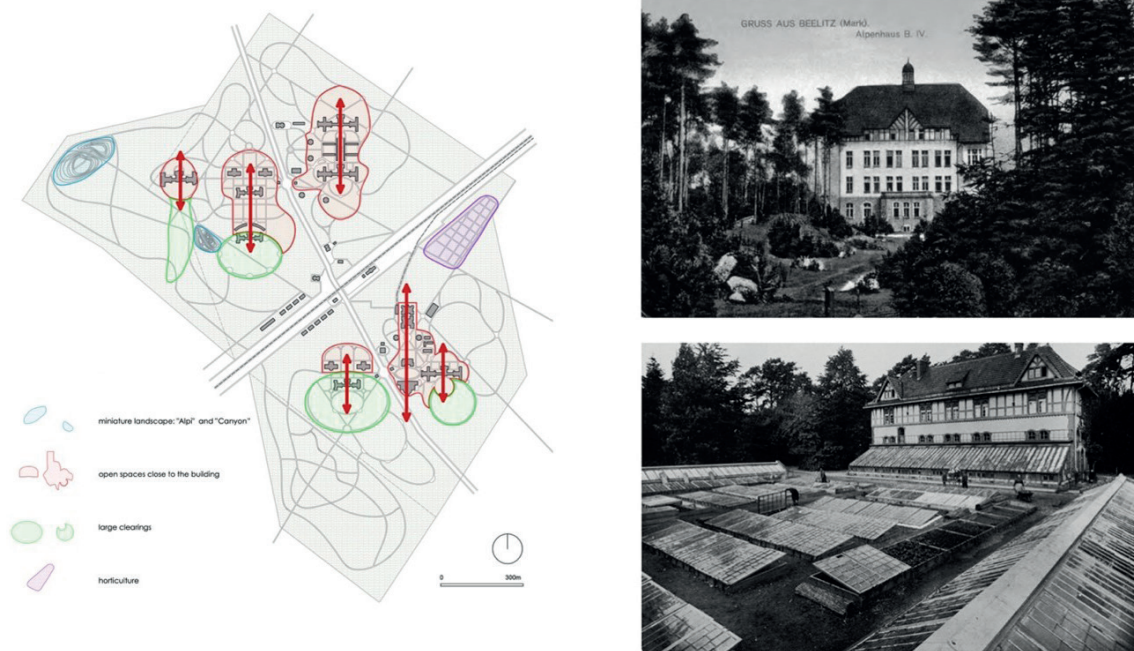 GRUSS AUS BEELITZ (Mark).
Alpenhaus B. IV.
miniature landscape: "Alpi" and "Canyon"
open spaces close to the building
large clearings
horticulture
0 300m